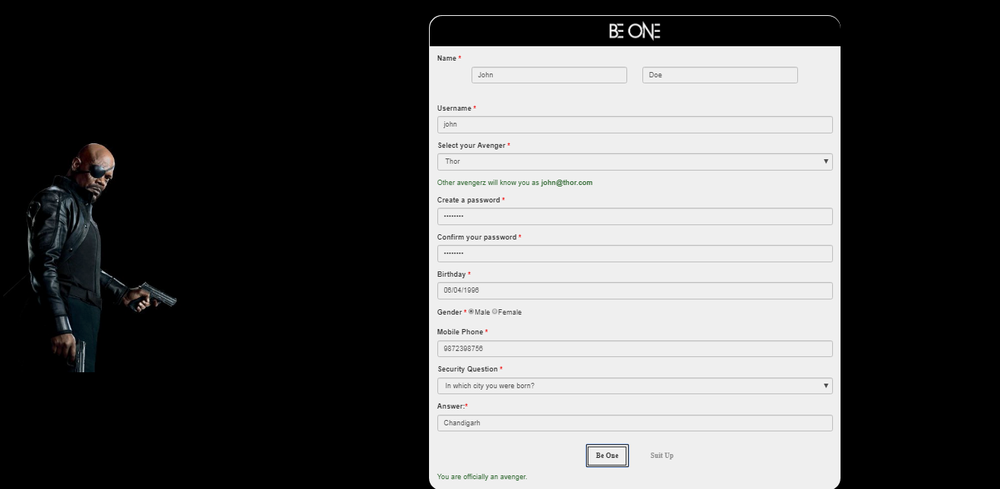 BE ONE
Name *
John Doe
Username *
john
Select your Avenger *
Thor
Other avengerz will know you as john@thor.com
Create a password *
••••••••
Confirm your password *
••••••••
Birthday *
06/04/1996
Gender * Male Female
Mobile Phone *
9872398756
Security Question *
In which city you were born?
Answer:*
Chandigarh
Be One Suit Up
You are officially an avenger.